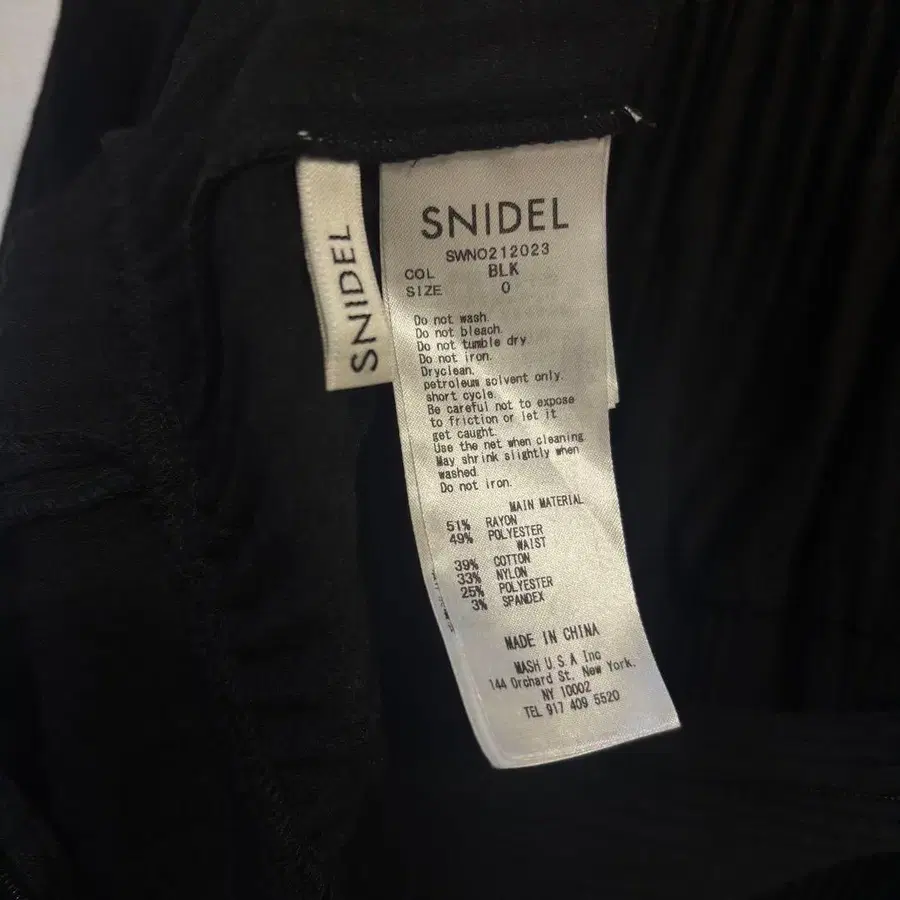 SNIDEL
SNIDEL
SWNO212023
COL BLK
SIZE 0
Do not wash.
Do not bleach.
Do not tumble dry
Do not iron.
Dryclean.
petroleum solvent only.
short cycle.
Be careful not to expose
to friction or let it
get caught.
Use the net when cleaning
May shrink slightly when
washed.
Do not iron.
MAIN MATERIAL
51% RAYON
49% POLYESTER
WAIST
39% COTTON
33% NYLON
25% POLYESTER
3% SPANDEX
MADE IN CHINA
MASH U.S.A Inc
144 Orchard St. New York.
NY 10002
TEL 917 409 5520